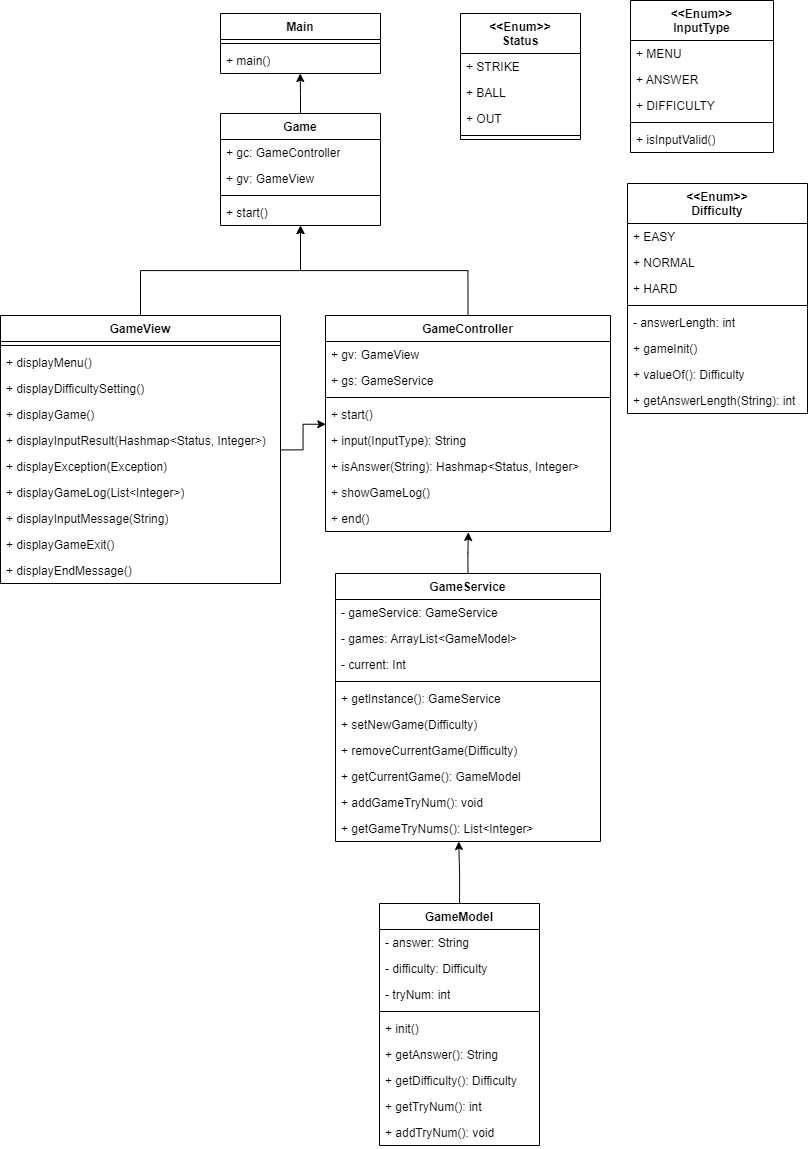 Main
+ main()
Game
+ gc: GameController
+ gv: GameView
+ start()
<<Enum>>
Status
+ STRIKE
+ BALL
+ OUT
<<Enum>>
InputType
+ MENU
+ ANSWER
+ DIFFICULTY
+ isInputValid()
<<Enum>>
Difficulty
+ EASY
+ NORMAL
+ HARD
- answerLength: int
+ gameInit()
+ valueOf(): Difficulty
+ getAnswerLength(String): int
GameView
+ displayMenu()
+ displayDifficultySetting()
+ displayGame()
+ displayInputResult(Hashmap<Status, Integer>)
+ displayException(Exception)
+ displayGameLog(List<Integer>)
+ displayInputMessage(String)
+ displayGameExit()
+ displayEndMessage()
GameController
+ gv: GameView
+ gs: GameService
+ start()
+ input(InputType): String
+ isAnswer(String): Hashmap<Status, Integer>
+ showGameLog()
+ end()
GameService
- gameService: GameService
- games: ArrayList<GameModel>
- current: Int
+ getInstance(): GameService
+ setNewGame(Difficulty)
+ removeCurrentGame(Difficulty)
+ getCurrentGame(): GameModel
+ addGameTryNum(): void
+ getGameTryNums(): List<Integer>
GameModel
- answer: String
- difficulty: Difficulty
- tryNum: int
+ init()
+ getAnswer(): String
+ getDifficulty(): Difficulty
+ getTryNum(): int
+ addTryNum(): void